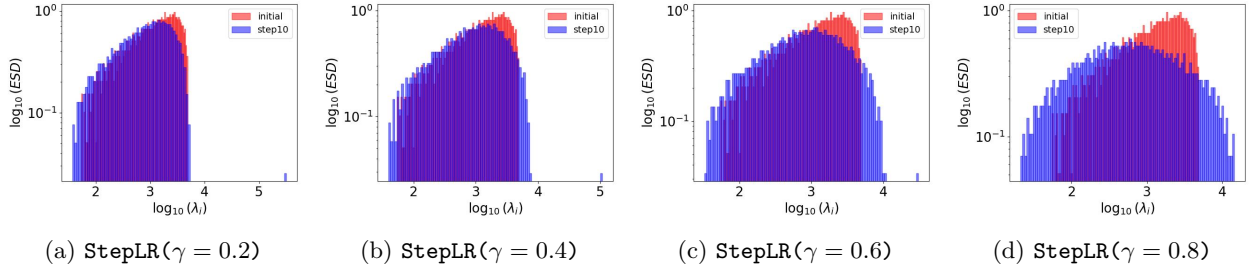 10⁰
10⁻¹
log₁₀(ESD)
initial
step10
2
3
4
5
log₁₀(λᵢ)
(a) StepLR(γ = 0.2)
10⁰
10⁻¹
log₁₀(ESD)
initial
step10
2
3
4
5
log₁₀(λᵢ)
(b) StepLR(γ = 0.4)
10⁰
10⁻¹
log₁₀(ESD)
initial
step10
2
3
4
log₁₀(λᵢ)
(c) StepLR(γ = 0.6)
10⁰
10⁻¹
log₁₀(ESD)
initial
step10
2
3
4
log₁₀(λᵢ)
(d) StepLR(γ = 0.8)